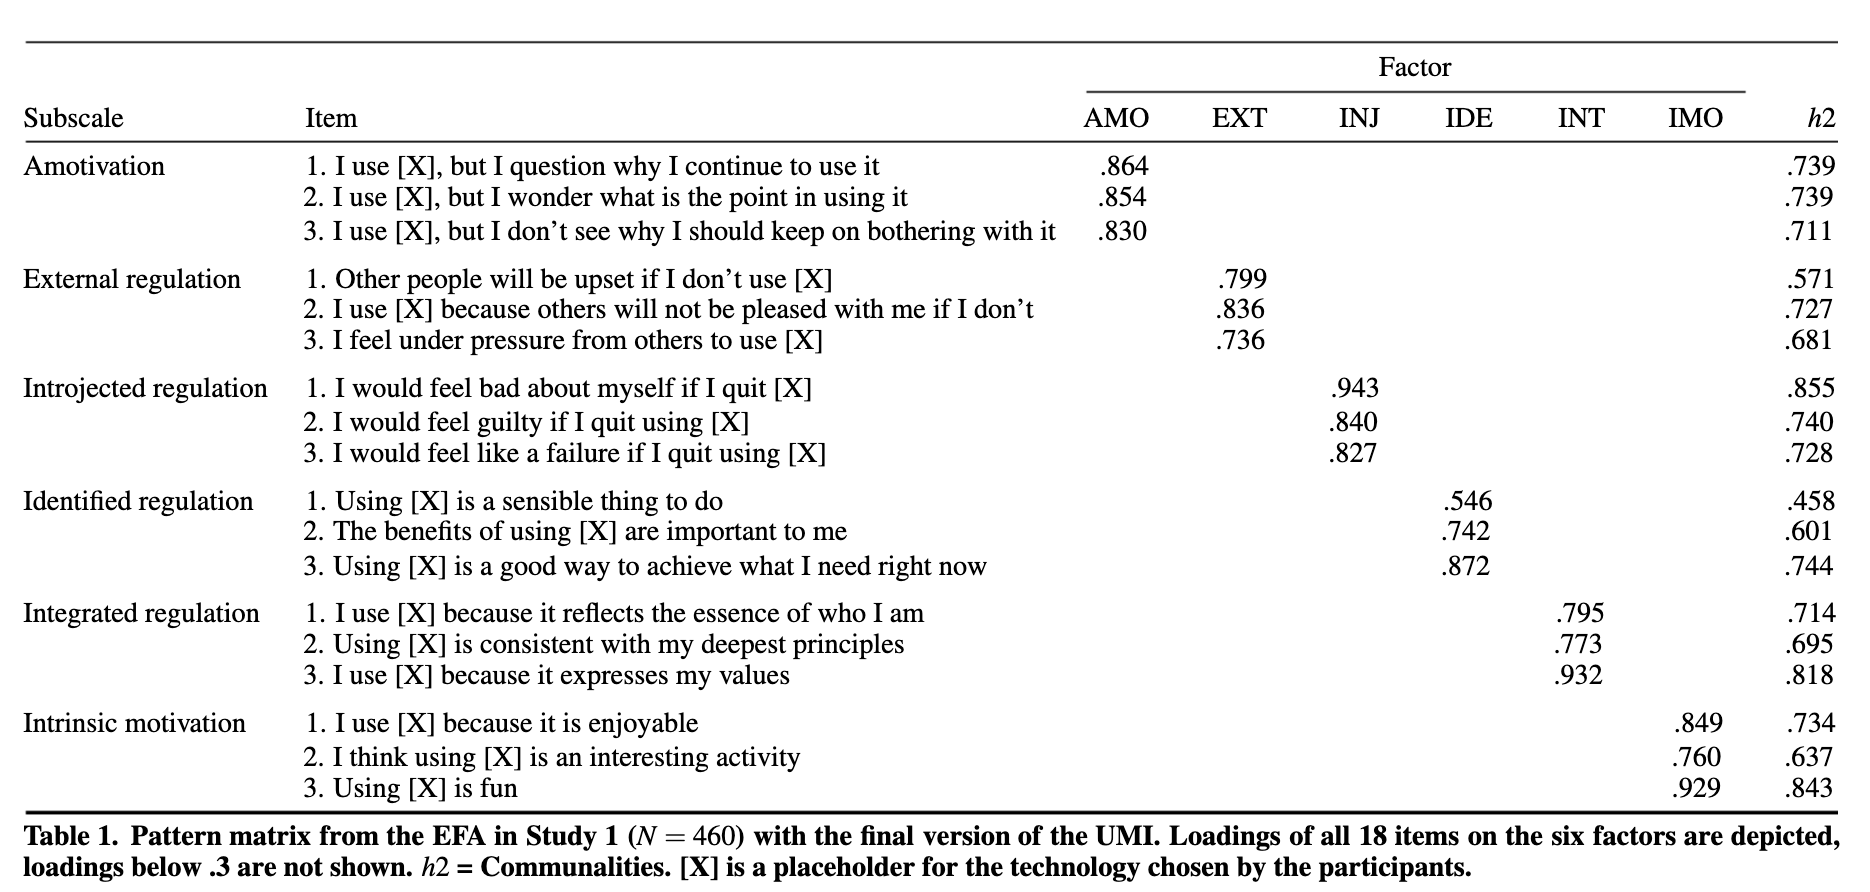 Factor
Subscale Item AMO EXT INJ IDE INT IMO h2
Amotivation 1. I use [X], but I question why I continue to use it .864 .739
2. I use [X], but I wonder what is the point in using it .854 .739
3. I use [X], but I don’t see why I should keep on bothering with it .830 .711
External regulation 1. Other people will be upset if I don’t use [X] .799 .571
2. I use [X] because others will not be pleased with me if I don’t .836 .727
3. I feel under pressure from others to use [X] .736 .681
Introjected regulation 1. I would feel bad about myself if I quit [X] .943 .855
2. I would feel guilty if I quit using [X] .840 .740
3. I would feel like a failure if I quit using [X] .827 .728
Identified regulation 1. Using [X] is a sensible thing to do .546 .458
2. The benefits of using [X] are important to me .742 .601
3. Using [X] is a good way to achieve what I need right now .872 .744
Integrated regulation 1. I use [X] because it reflects the essence of who I am .795 .714
2. Using [X] is consistent with my deepest principles .773 .695
3. I use [X] because it expresses my values .932 .818
Intrinsic motivation 1. I use [X] because it is enjoyable .849 .734
2. I think using [X] is an interesting activity .760 .637
3. Using [X] is fun .929 .843
Table 1. Pattern matrix from the EFA in Study 1 (N = 460) with the final version of the UMI. Loadings of all 18 items on the six factors are depicted,
loadings below .3 are not shown. h2 = Communalities. [X] is a placeholder for the technology chosen by the participants.